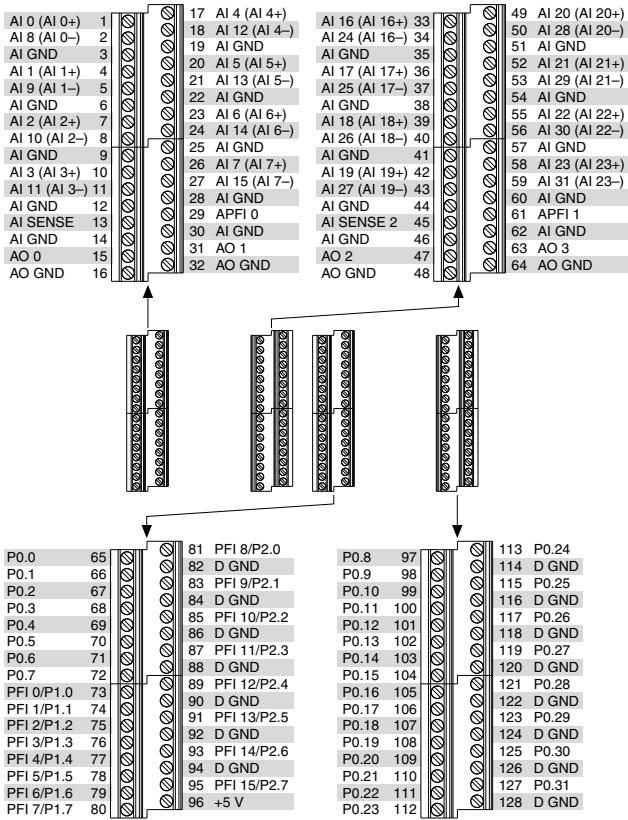 AI 0 (AI 0+) 1
AI 8 (AI 0–) 2
AI GND 3
AI 1 (AI 1+) 4
AI 9 (AI 1–) 5
AI GND 6
AI 2 (AI 2+) 7
AI 10 (AI 2–) 8
AI GND 9
AI 3 (AI 3+) 10
AI 11 (AI 3–) 11
AI GND 12
AI SENSE 13
AI GND 14
AO 0 15
AO GND 16
17 AI 4 (AI 4+)
18 AI 12 (AI 4–)
19 AI GND
20 AI 5 (AI 5+)
21 AI 13 (AI 5–)
22 AI GND
23 AI 6 (AI 6+)
24 AI 14 (AI 6–)
25 AI GND
26 AI 7 (AI 7+)
27 AI 15 (AI 7–)
28 AI GND
29 APFI 0
30 AI GND
31 AO 1
32 AO GND
AI 16 (AI 16+) 33
AI 24 (AI 16–) 34
AI GND 35
AI 17 (AI 17+) 36
AI 25 (AI 17–) 37
AI GND 38
AI 18 (AI 18+) 39
AI 26 (AI 18–) 40
AI GND 41
AI 19 (AI 19+) 42
AI 27 (AI 19–) 43
AI GND 44
AI SENSE 2 45
AI GND 46
AO 2 47
AO GND 48
49 AI 20 (AI 20+)
50 AI 28 (AI 20–)
51 AI GND
52 AI 21 (AI 21+)
53 AI 29 (AI 21–)
54 AI GND
55 AI 22 (AI 22+)
56 AI 30 (AI 22–)
57 AI GND
58 AI 23 (AI 23+)
59 AI 31 (AI 23–)
60 AI GND
61 APFI 1
62 AI GND
63 AO 3
64 AO GND
P0.0 65
P0.1 66
P0.2 67
P0.3 68
P0.4 69
P0.5 70
P0.6 71
P0.7 72
PFI 0/P1.0 73
PFI 1/P1.1 74
PFI 2/P1.2 75
PFI 3/P1.3 76
PFI 4/P1.4 77
PFI 5/P1.5 78
PFI 6/P1.6 79
PFI 7/P1.7 80
81 PFI 8/P2.0
82 D GND
83 PFI 9/P2.1
84 D GND
85 PFI 10/P2.2
86 D GND
87 PFI 11/P2.3
88 D GND
89 PFI 12/P2.4
90 D GND
91 PFI 13/P2.5
92 D GND
93 PFI 14/P2.6
94 D GND
95 PFI 15/P2.7
96 +5 V
P0.8 97
P0.9 98
P0.10 99
P0.11 100
P0.12 101
P0.13 102
P0.14 103
P0.15 104
P0.16 105
P0.17 106
P0.18 107
P0.19 108
P0.20 109
P0.21 110
P0.22 111
P0.23 112
113 P0.24
114 D GND
115 P0.25
116 D GND
117 P0.26
118 D GND
119 P0.27
120 D GND
121 P0.28
122 D GND
123 P0.29
124 D GND
125 P0.30
126 D GND
127 P0.31
128 D GND